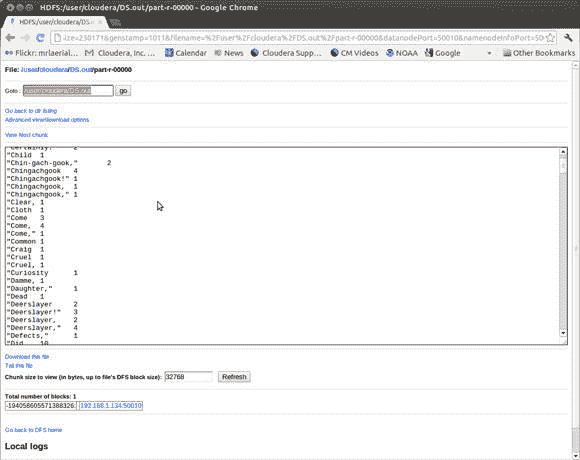 HDFS:/user/cloudera/DS.out/part-r-00000 - Google Chrome
HDFS:/user/cloudera/DS.o
ize=230171&genstamp=1011&filename=%2Fuser%2Fcloudera%2FDS.out%2Fpart-r-00000&datanodePort=50010&namenodeInfoPort=50
Flickr: mrlaerial... Cloudera, Inc. ... Calendar News Cloudera Supp... CM Videos NOAA Google Other Bookmarks
File: /user/cloudera/DS.out/part-r-00000
Goto : /user/cloudera/DS.out go
Go back to dir listing
Advanced view/download options
View Next chunk
"Certainly. 2
"Child 1
"Chin-gach-gook," 2
"Chingachgook 4
"Chingachgook!" 1
"Chingachgook, 1
"Chingachgook," 1
"Clear, 1
"Cloth 1
"Come 3
"Come, 4
"Come," 1
"Common 1
"Craig 1
"Cruel 1
"Cruel, 1
"Curiosity 1
"Damme, 1
"Daughter," 1
"Dead 1
"Deerslayer 2
"Deerslayer!" 3
"Deerslayer, 2
"Deerslayer," 4
"Defects," 1
"Did 10
Download this file
Tail this file
Chunk size to view (in bytes, up to file's DFS block size): 32768 Refresh
Total number of blocks: 1
-1940586055713883261: 192.168.1.134:50010
Go back to DFS home
Local logs